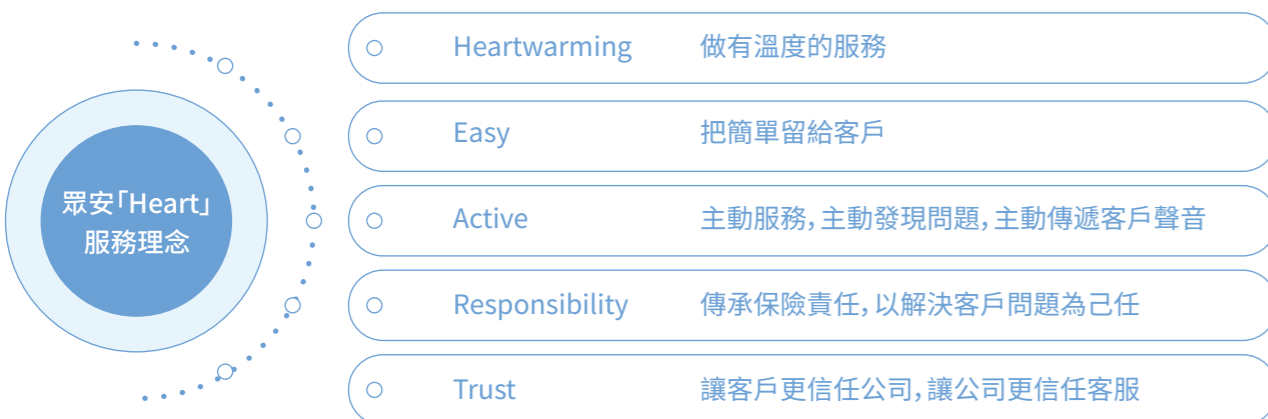 眾安「Heart」
服務理念
Heartwarming 做有溫度的服務
Easy 把簡單留給客戶
Active 主動服務,主動發現問題,主動傳遞客戶聲音
Responsibility 傳承保險責任,以解決客戶問題為己任
Trust 讓客戶更信任公司,讓公司更信任客服